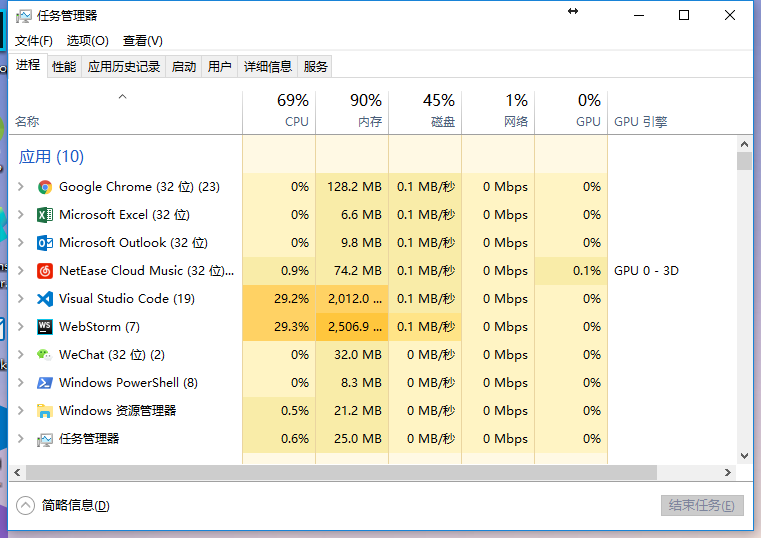 任务管理器
文件(F) 选项(O) 查看(V)
进程 性能 应用历史记录 启动 用户 详细信息 服务
69% 90% 45% 1% 0%
名称 CPU 内存 磁盘 网络 GPU GPU 引擎
应用 (10)
Google Chrome (32 位) (23) 0% 128.2 MB 0.1 MB/秒 0 Mbps 0%
Microsoft Excel (32 位) 0% 6.6 MB 0.1 MB/秒 0 Mbps 0%
Microsoft Outlook (32 位) 0% 9.8 MB 0.1 MB/秒 0 Mbps 0%
NetEase Cloud Music (32 位)... 0.9% 74.2 MB 0.1 MB/秒 0 Mbps 0.1% GPU 0 - 3D
Visual Studio Code (19) 29.2% 2,012.0 ... 0.1 MB/秒 0 Mbps 0%
WS WebStorm (7) 29.3% 2,506.9 ... 0.1 MB/秒 0 Mbps 0%
WeChat (32 位) (2) 0% 32.0 MB 0 MB/秒 0 Mbps 0%
Windows PowerShell (8) 0% 8.3 MB 0 MB/秒 0 Mbps 0%
Windows 资源管理器 0.5% 21.2 MB 0 MB/秒 0 Mbps 0%
任务管理器 0.6% 25.0 MB 0 MB/秒 0 Mbps 0%
简略信息(D) 结束任务(E)